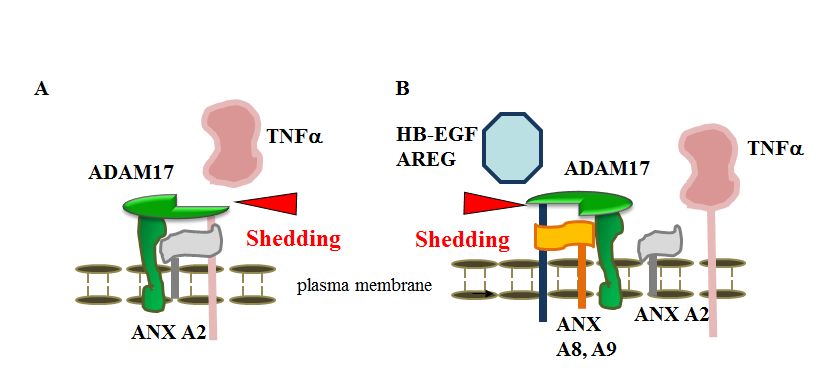 A
TNFα
ADAM17
Shedding
ANX A2
plasma membrane
B
HB-EGF
AREG
ADAM17
TNFα
Shedding
ANX A2
ANX
A8, A9